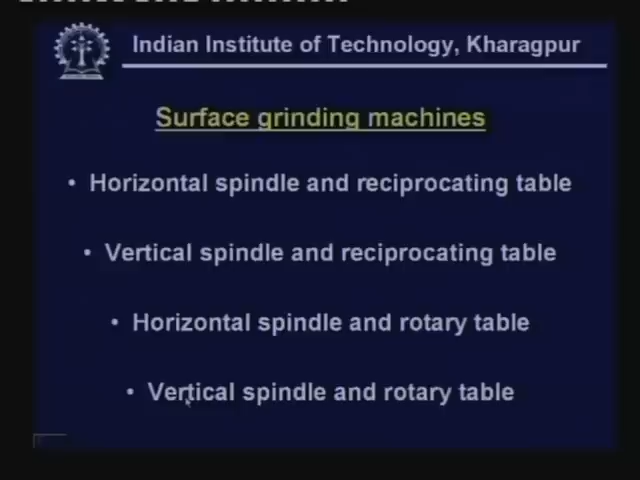 Indian Institute of Technology, Kharagpur
Surface grinding machines
• Horizontal spindle and reciprocating table
• Vertical spindle and reciprocating table
• Horizontal spindle and rotary table
• Vertical spindle and rotary table